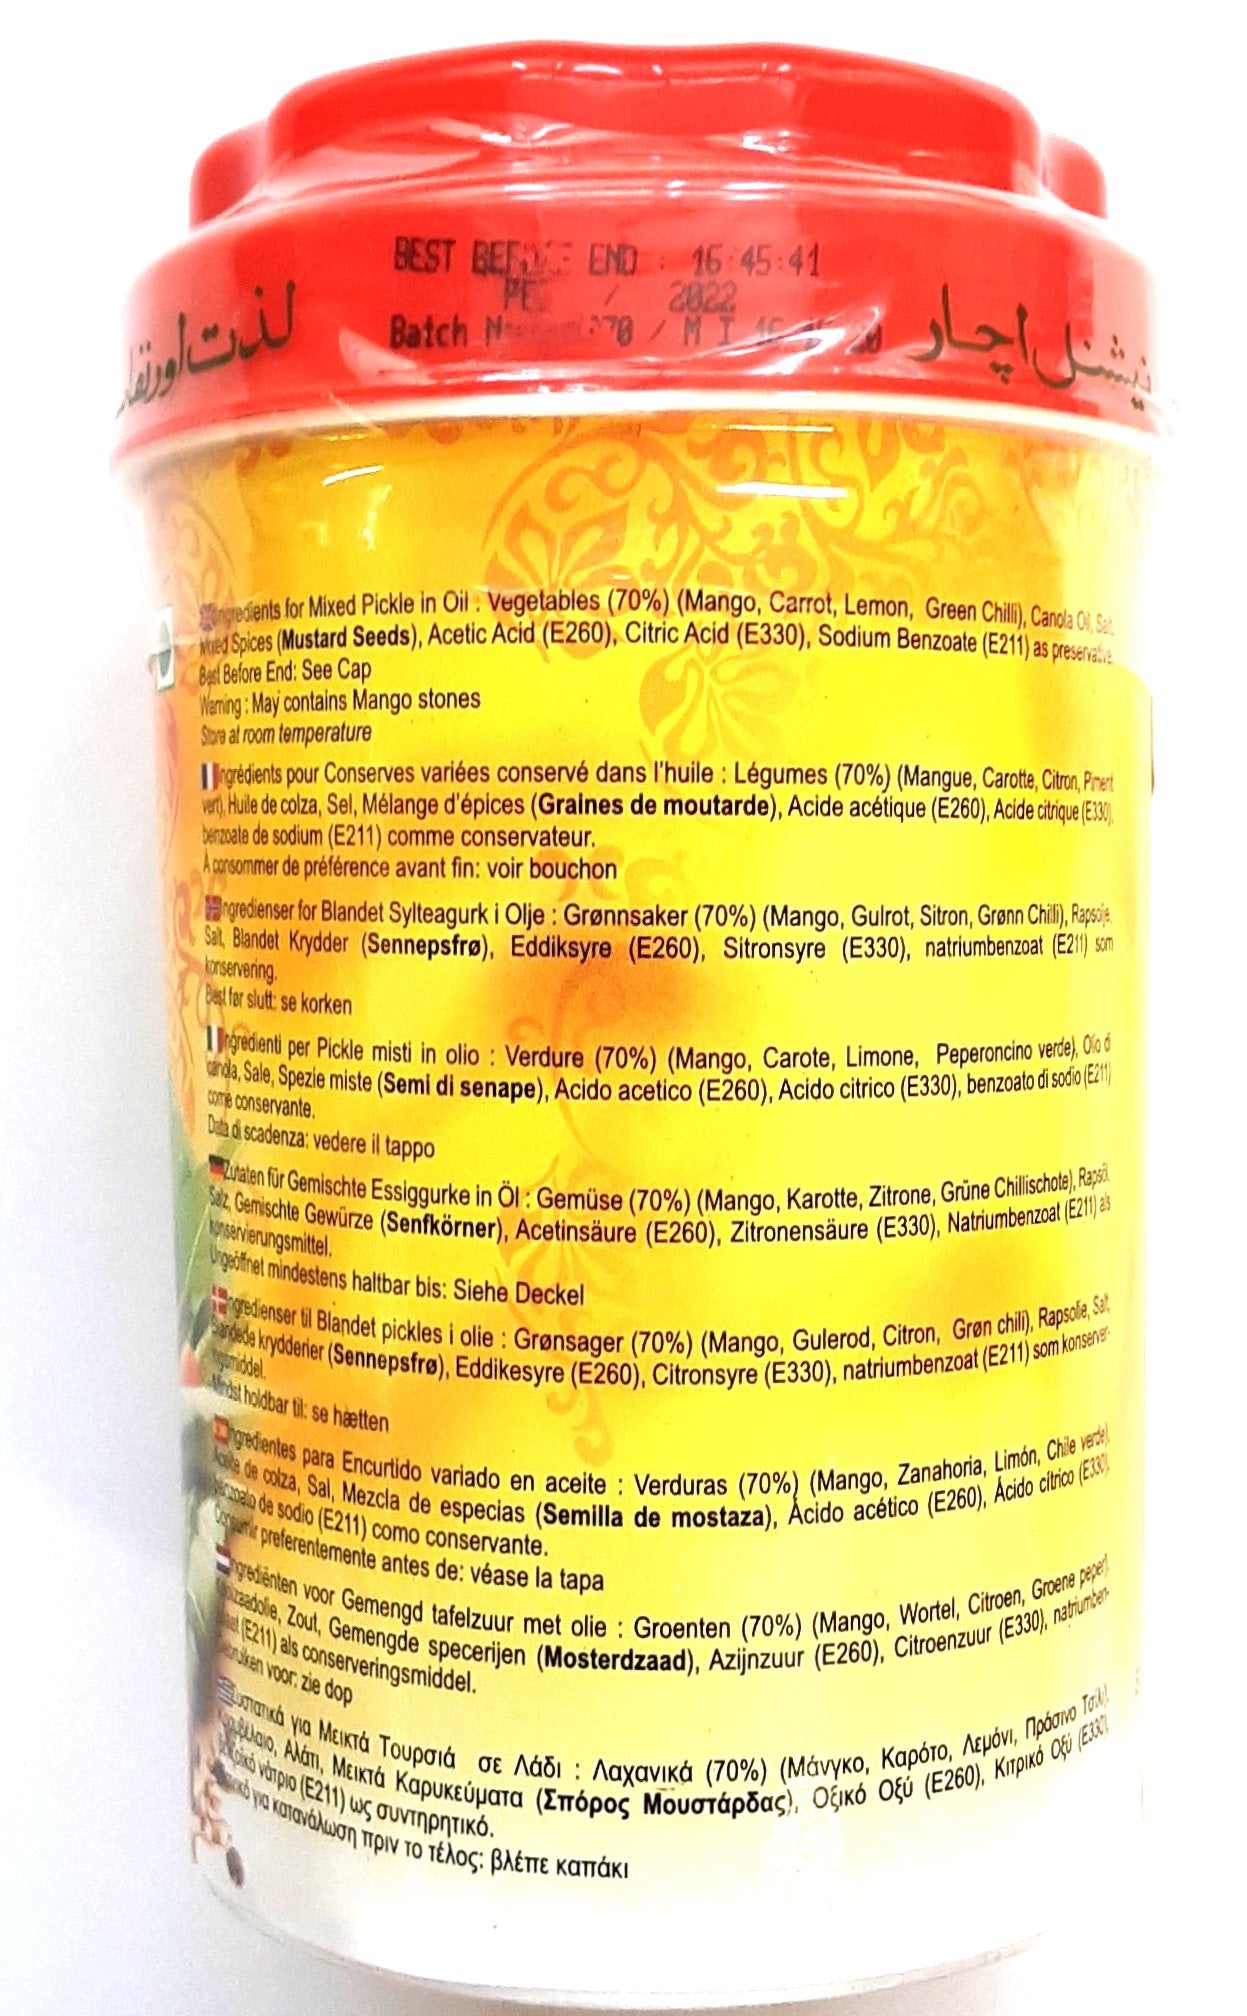 BEST BEFORE END : 16:45:41
/ 2022
Batch / M I
لذت اور
نیشنل اچار
Ingredients for Mixed Pickle in Oil : Vegetables (70%) (Mango, Carrot, Lemon, Green Chilli), Canola Oil, Salt,
Mixed Spices (Mustard Seeds), Acetic Acid (E260), Citric Acid (E330), Sodium Benzoate (E211) as preservative.
Best Before End: See Cap
Warning : May contains Mango stones
Store at room temperature
Ingrédients pour Conserves variées conservé dans l'huile : Légumes (70%) (Mangue, Carotte, Citron, Piment
vert), Huile de colza, Sel, Mélange d'épices (Graines de moutarde), Acide acétique (E260), Acide citrique (E330),
benzoate de sodium (E211) comme conservateur.
À consommer de préférence avant fin: voir bouchon
Ingredienser for Blandet Sylteagurk i Olje : Grønnsaker (70%) (Mango, Gulrot, Sitron, Grønn Chilli), Rapsolje,
Salt, Blandet Krydder (Sennepsfrø), Eddiksyre (E260), Sitronsyre (E330), natriumbenzoat (E211) som
konservering.
Best før slutt: se korken
Ingredienti per Pickle misti in olio : Verdure (70%) (Mango, Carote, Limone, Peperoncino verde), Olio di
canola, Sale, Spezie miste (Semi di senape), Acido acetico (E260), Acido citrico (E330), benzoato di sodio (E211)
come conservante.
Data di scadenza: vedere il tappo
Zutaten für Gemischte Essiggurke in Öl : Gemüse (70%) (Mango, Karotte, Zitrone, Grüne Chillischote), Rapsöl,
Salz, Gemischte Gewürze (Senfkörner), Acetinsäure (E260), Zitronensäure (E330), Natriumbenzoat (E211) als
konservierungsmittel.
Ungeöffnet mindestens haltbar bis: Siehe Deckel
Ingredienser til Blandet pickles i olie : Grønsager (70%) (Mango, Gulerod, Citron, Grøn chili), Rapsolie, Salt,
Blandede krydderier (Sennepsfrø), Eddikesyre (E260), Citronsyre (E330), natriumbenzoat (E211) som konserver-
ingsmiddel.
Mindst holdbar til: se hætten
Ingredientes para Encurtido variado en aceite : Verduras (70%) (Mango, Zanahoria, Limón, Chile verde),
Aceite de colza, Sal, Mezcla de especias (Semilla de mostaza), Ácido acético (E260), Ácido cítrico (E330),
benzoato de sodio (E211) como conservante.
Consumir preferentemente antes de: véase la tapa
Ingrediënten voor Gemengd tafelzuur met olie : Groenten (70%) (Mango, Wortel, Citroen, Groene peper),
Zout, Gemengde specerijen (Mosterdzaad), Azijnzuur (E260), Citroenzuur (E330), natriumben-
(E211) als conserveringsmiddel.
voor: zie dop
Συστατικά για Μεικτά Τουρσιά σε Λάδι : Λαχανικά (70%) (Μάνγκο, Καρότο, Λεμόνι, Πράσινο Τσίλι),
Αλάτι, Μεικτά Καρυκεύματα (Σπόρος Μουστάρδας), Οξικό Οξύ (E260), Κιτρικό Οξύ (E330),
νάτριο (E211) ως συντηρητικό.
για κατανάλωση πριν το τέλος: βλέπε καπάκι